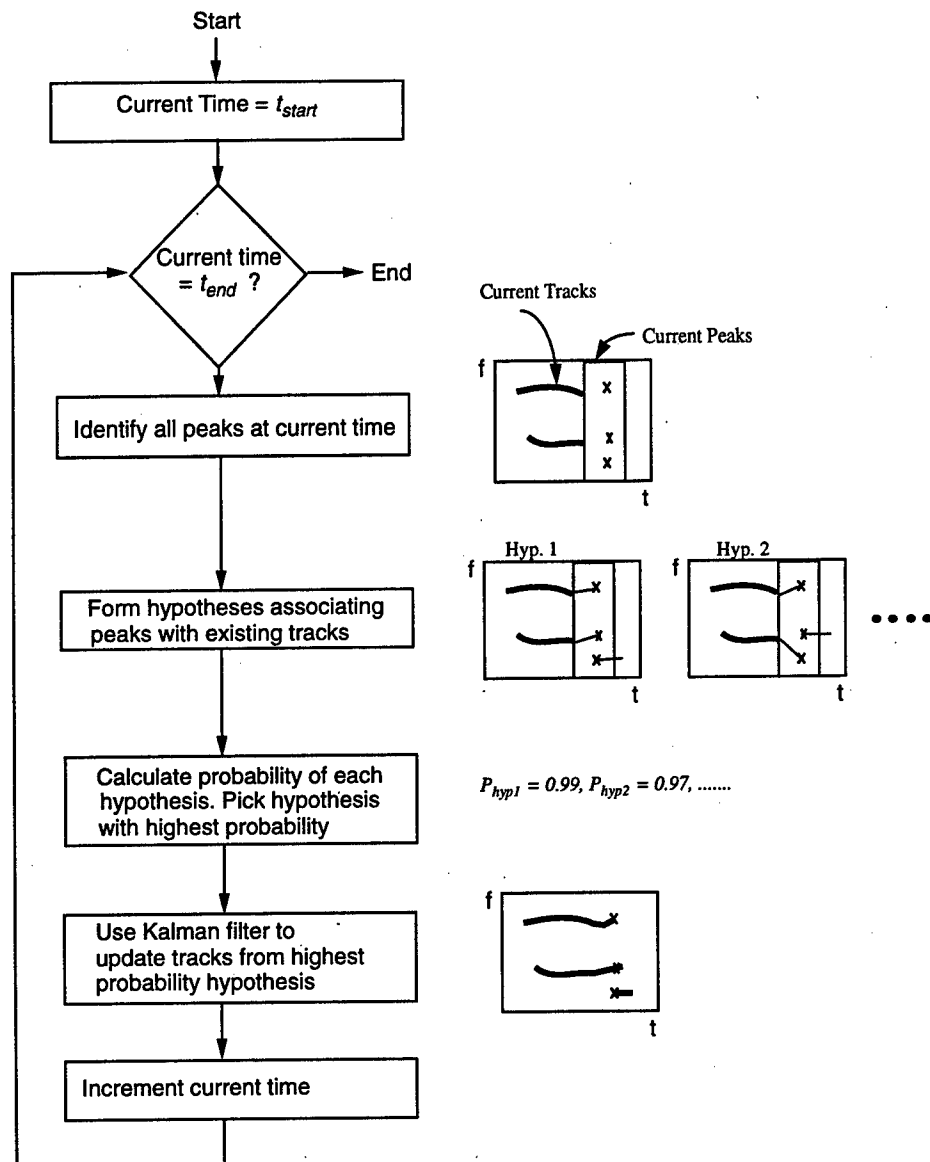 Start
Current Time = t_start
Current time
= t_end ?
End
Current Tracks
Current Peaks
f
x
x
x
t
Identify all peaks at current time
Hyp. 1
Hyp. 2
f
x
x
x
t
f
x
x
x
t
Form hypotheses associating
peaks with existing tracks
Calculate probability of each
hypothesis. Pick hypothesis
with highest probability
P_hyp1 = 0.99, P_hyp2 = 0.97, .......
f
x
x
x
t
Use Kalman filter to
update tracks from highest
probability hypothesis
Increment current time